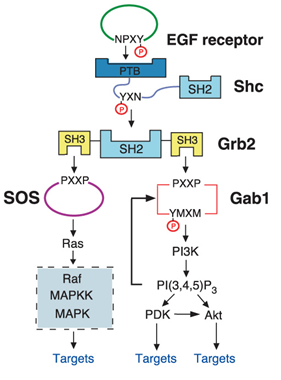 NPXY
P
EGF receptor
PTB
YXN
P
SH2
Shc
SH3
SH2
SH3
Grb2
PXXP
SOS
PXXP
Gab1
YMXM
P
Ras
PI3K
Raf
MAPKK
MAPK
PI(3,4,5)P3
PDK
Akt
Targets
Targets
Targets